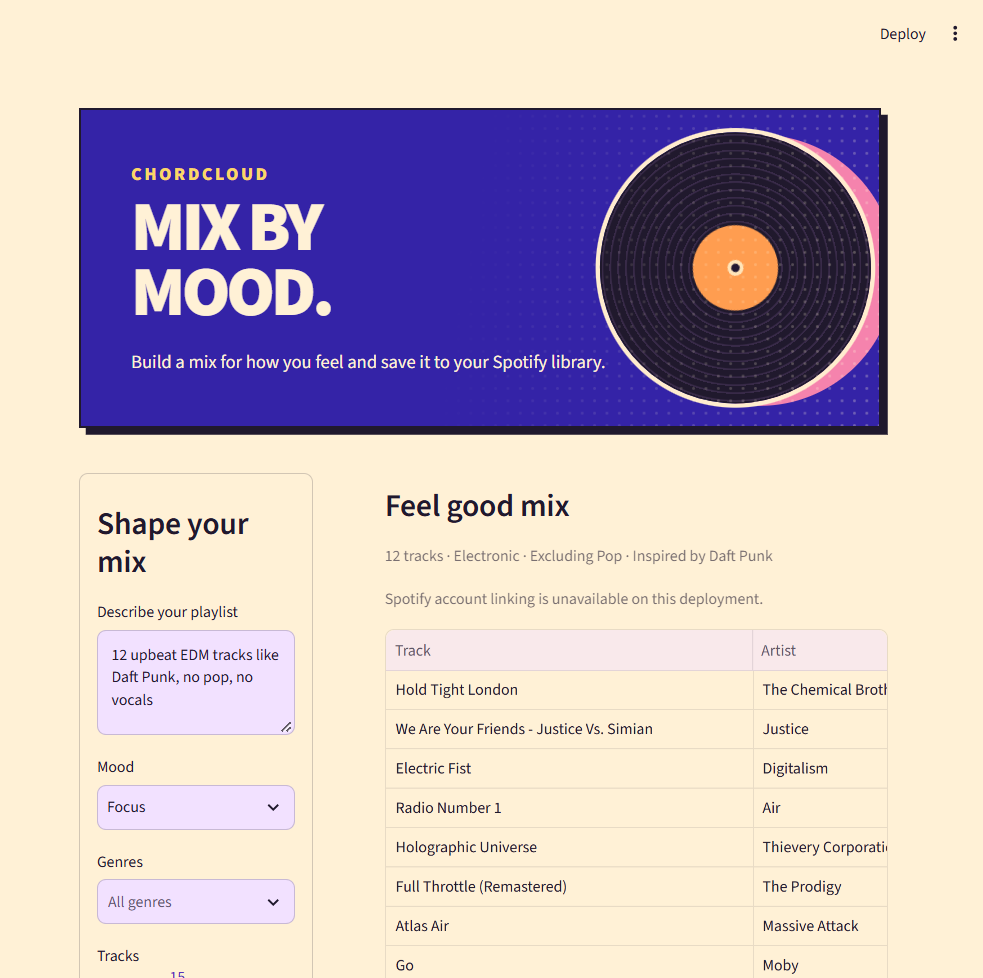 Deploy
CHORDCLOUD
MIX BY
MOOD.
Build a mix for how you feel and save it to your Spotify library.
Shape your
mix
Describe your playlist
12 upbeat EDM tracks like
Daft Punk, no pop, no
vocals
Mood
Focus
Genres
All genres
Tracks
15
Feel good mix
12 tracks · Electronic · Excluding Pop · Inspired by Daft Punk
Spotify account linking is unavailable on this deployment.
Track Artist
Hold Tight London The Chemical Broth
We Are Your Friends - Justice Vs. Simian Justice
Electric Fist Digitalism
Radio Number 1 Air
Holographic Universe Thievery Corporati
Full Throttle (Remastered) The Prodigy
Atlas Air Massive Attack
Go Moby